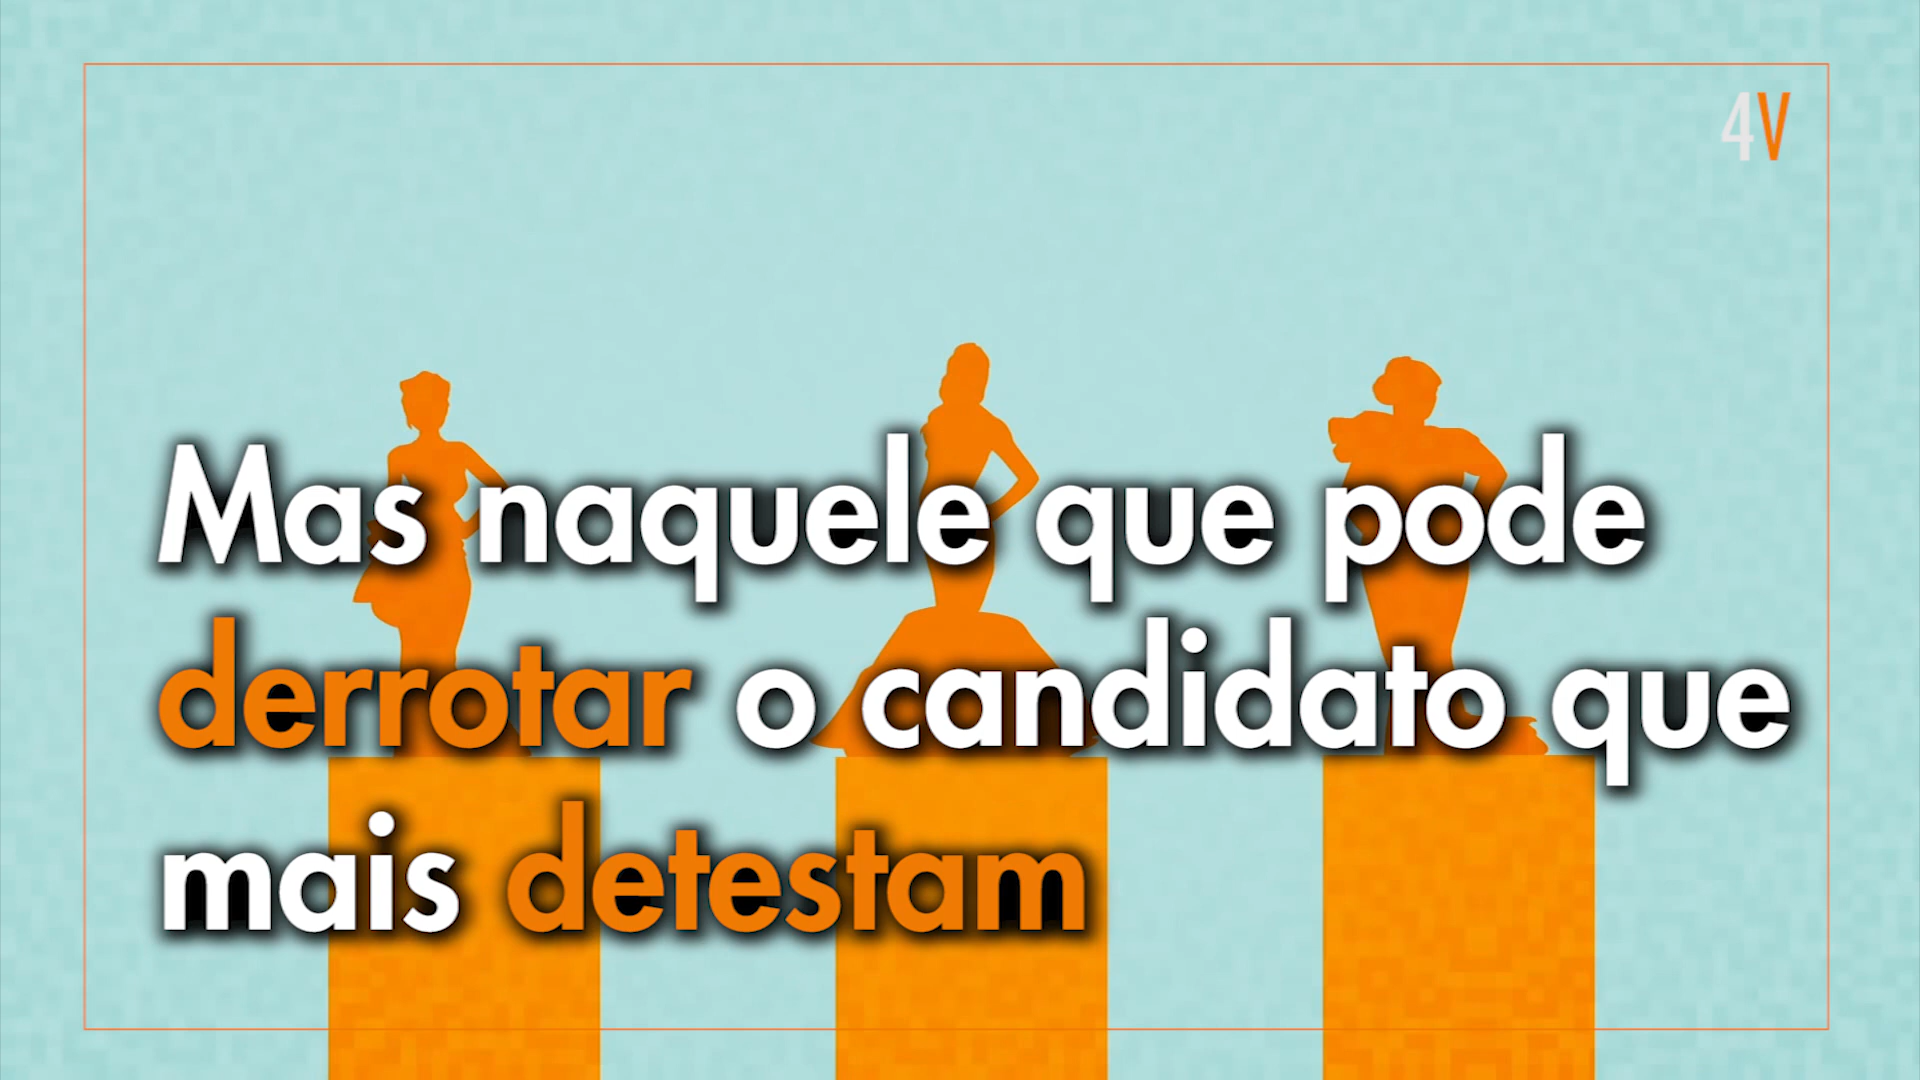 4V
Mas naquele que pode
derrotar o candidato que
mais detestam